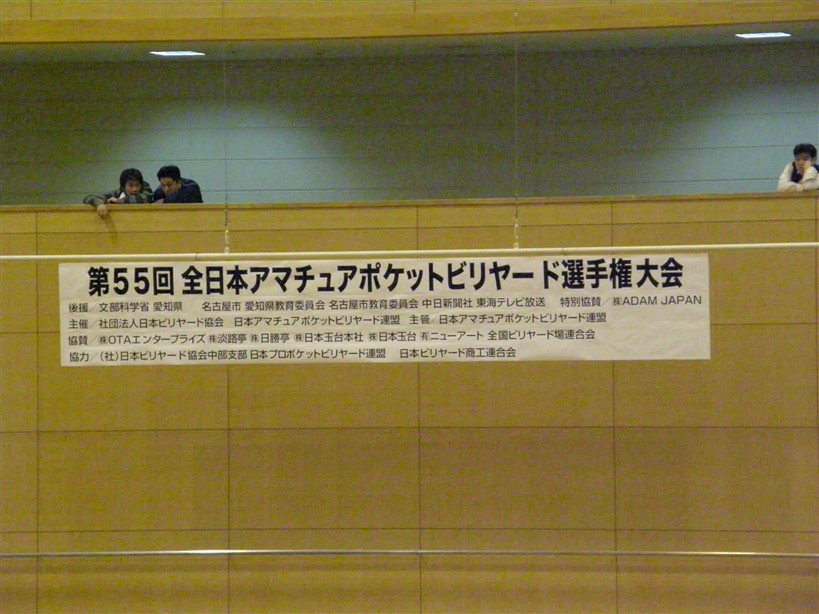 第55回 全日本アマチュアポケットビリヤード選手権大会
後援／文部科学省 愛知県 名古屋市 愛知県教育委員会 名古屋市教育委員会 中日新聞社 東海テレビ放送 特別協賛／㈱ADAM JAPAN
主催／社団法人日本ビリヤード協会 日本アマチュアポケットビリヤード連盟 主管／日本アマチュアポケットビリヤード連盟
協賛／㈱OTAエンタープライズ ㈱淡路亭 ㈱日勝亭 ㈱日本玉台本社 ㈱日本玉台 ㈲ニューアート 全国ビリヤード場連合会
協力／（社）日本ビリヤード協会中部支部 日本プロポケットビリヤード連盟 日本ビリヤード商工連合会